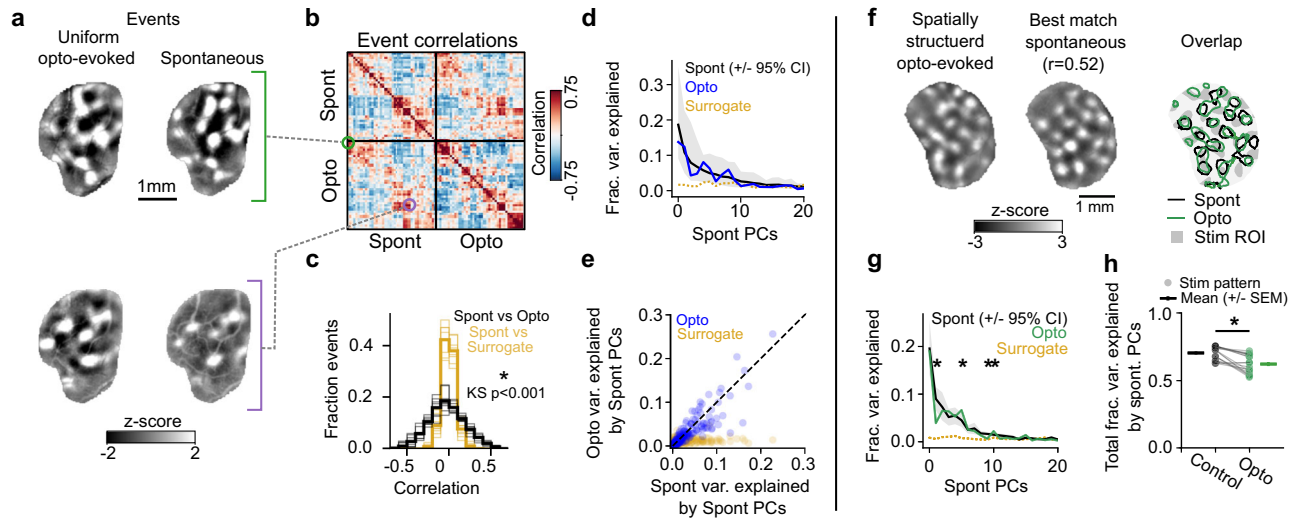 a
Events
Uniform
opto-evoked
Spontaneous
1mm
z-score
-2
2
b
Event correlations
Spont
Opto
Spont
Opto
0.75
Correlation
-0.75
c
Spont vs Opto
Spont vs
Surrogate
*
KS p<0.001
Fraction events
0.4
0.2
0.0
-0.5
0.0
0.5
Correlation
d
Spont (+/- 95% CI)
Opto
Surrogate
Frac. var. explained
0.3
0.2
0.1
0.0
0
10
20
Spont PCs
e
Opto
Surrogate
Opto var. explained
by Spont PCs
0.3
0.2
0.1
0.0
0.0
0.1
0.2
0.3
Spont var. explained
by Spont PCs
f
Spatially
structuerd
opto-evoked
Best match
spontaneous
(r=0.52)
Overlap
z-score
-3
3
1 mm
Spont
Opto
Stim ROI
g
Spont (+/- 95% CI)
Opto
Surrogate
* * **
Frac. var. explained
0.2
0.1
0.0
0
10
20
Spont PCs
h
Stim pattern
Mean (+/- SEM)
*
Total frac. var. explained
by spont. PCs
1.0
0.5
0.0
Control
Opto